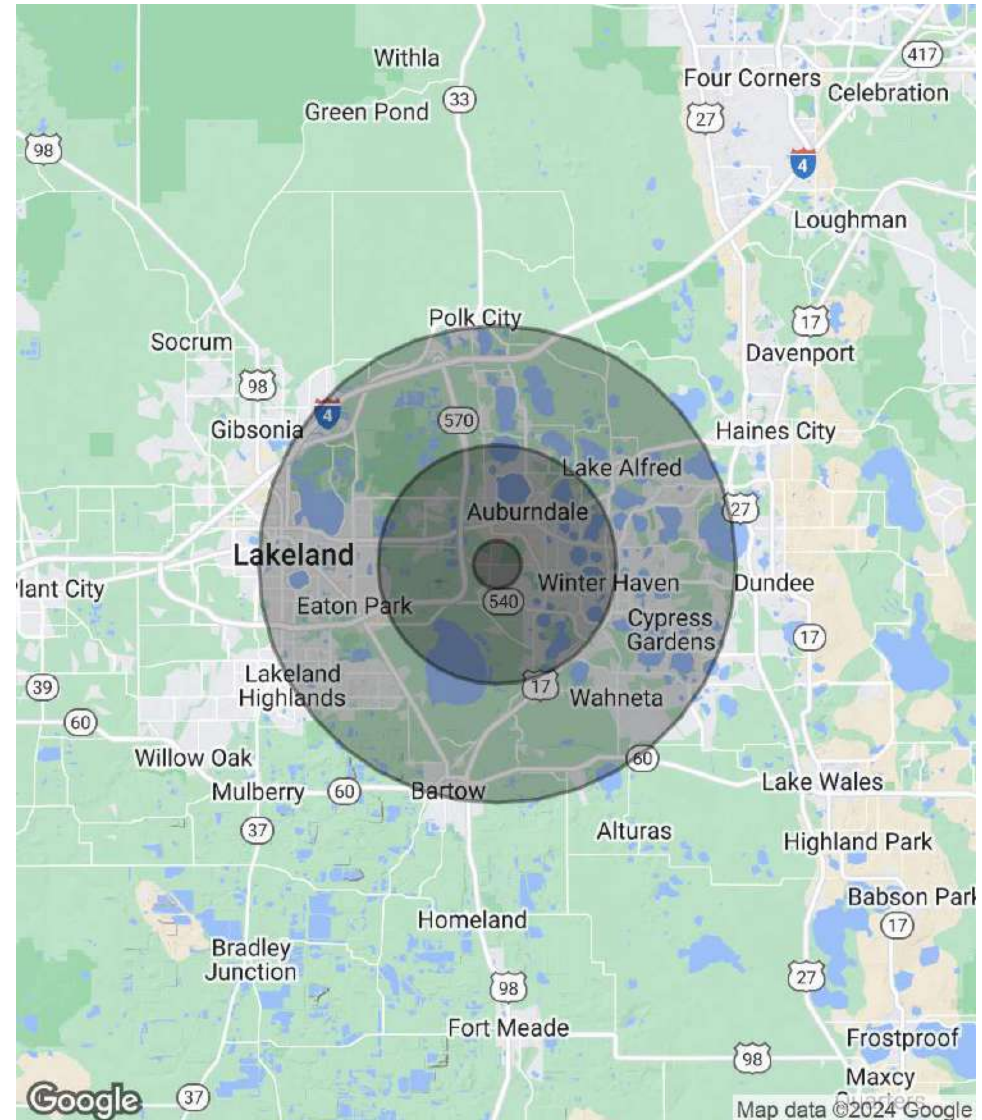 Withla
417
Four Corners
Celebration
33
Green Pond
27
98
4
Loughman
Polk City
17
Socrum
Davenport
98
4
570
Gibsonia
Haines City
Lake Alfred
27
Auburndale
Lakeland
Plant City
Winter Haven
Dundee
540
Eaton Park
Cypress
Gardens
17
Lakeland
Highlands
39
17
Wahneta
60
Willow Oak
60
Lake Wales
Mulberry
60
Bartow
37
Alturas
Highland Park
Babson Park
17
Homeland
Bradley
Junction
27
98
Fort Meade
Frostproof
98
Maxcy
Quarters
37
Google
Map data ©2024 Google